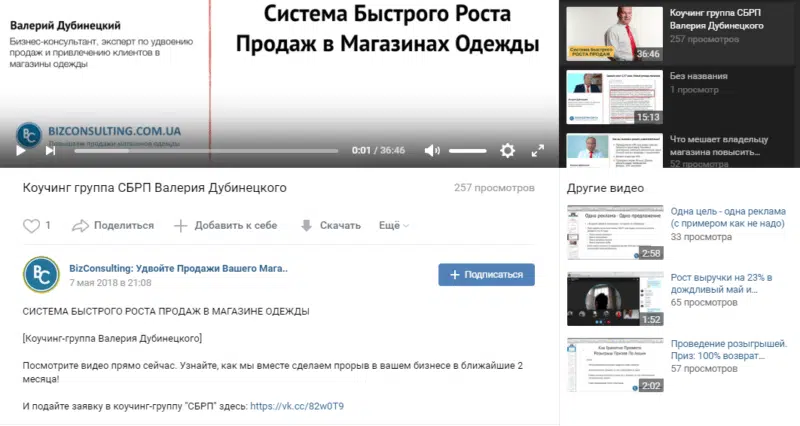 Валерий Дубинецкий
Бизнес-консультант, эксперт по удвоению
продаж и привлечению клиентов в
магазины одежды
Система Быстрого Роста
Продаж в Магазинах Одежды
BIZCONSULTING.COM.UA
0:01 / 36:46
Коучинг группа СБРП Валерия Дубинецкого
257 просмотров
1
Поделиться
Добавить к себе
Скачать
Ещё
BizConsulting: Удвойте Продажи Вашего Мага..
7 мая 2018 в 21:08
Подписаться
СИСТЕМА БЫСТРОГО РОСТА ПРОДАЖ В МАГАЗИНЕ ОДЕЖДЫ
[Коучинг-группа Валерия Дубинецкого]
Посмотрите видео прямо сейчас. Узнайте, как мы вместе сделаем прорыв в вашем бизнесе в ближайшие 2
месяца!
И подайте заявку в коучинг-группу "СБРП" здесь: https://vk.cc/82w0T9
36:46
Коучинг группа СБРП
Валерия Дубинецкого
257 просмотров
15:13
Без названия
1 просмотр
Что мешает владельцу
магазина повысить...
52 просмотра
Другие видео
2:58
Одна цель - одна реклама
(с примером как не надо)
33 просмотра
1:52
Рост выручки на 23% в
дождливый май и...
65 просмотров
2:02
Проведение розыгрышей.
Приз: 100% возврат...
57 просмотров